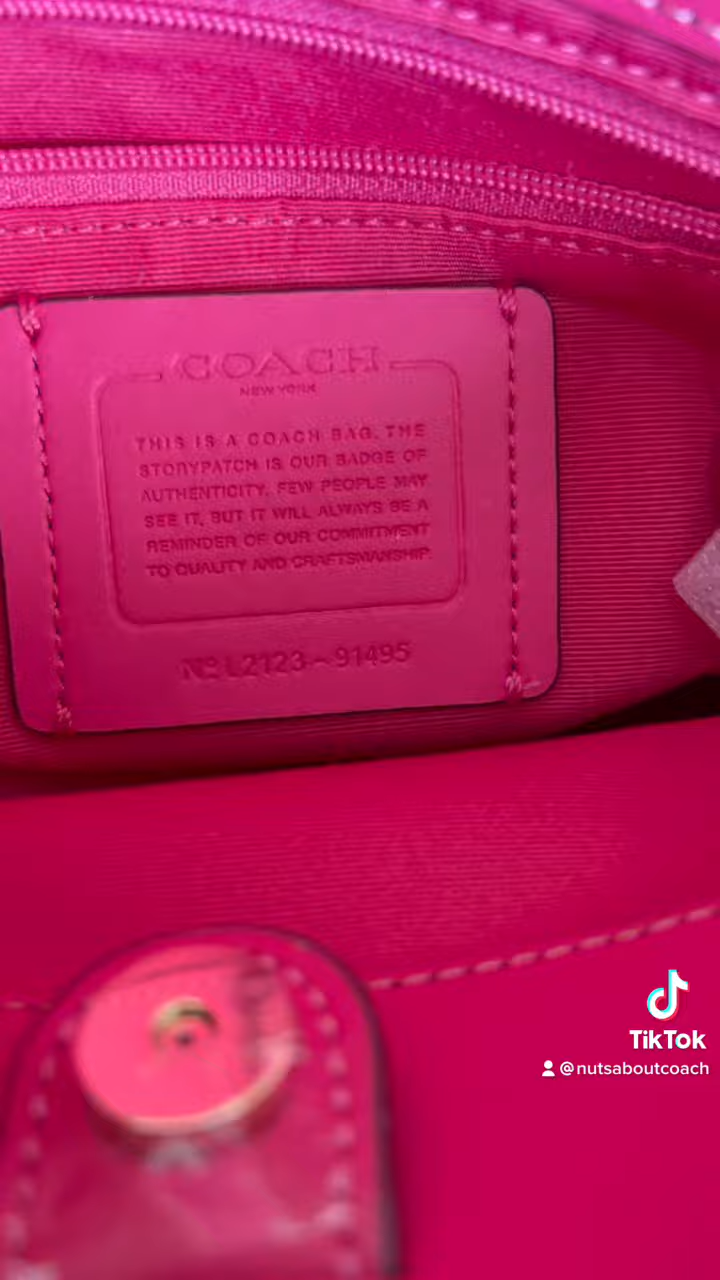 COACH
NEW YORK
THIS IS A COACH BAG. THE
STORYPATCH IS OUR BADGE OF
AUTHENTICITY. FEW PEOPLE MAY
SEE IT, BUT IT WILL ALWAYS BE A
REMINDER OF OUR COMMITMENT
TO QUALITY AND CRAFTSMANSHIP.
Nº L2123-91495
TikTok
@nutsaboutcoach